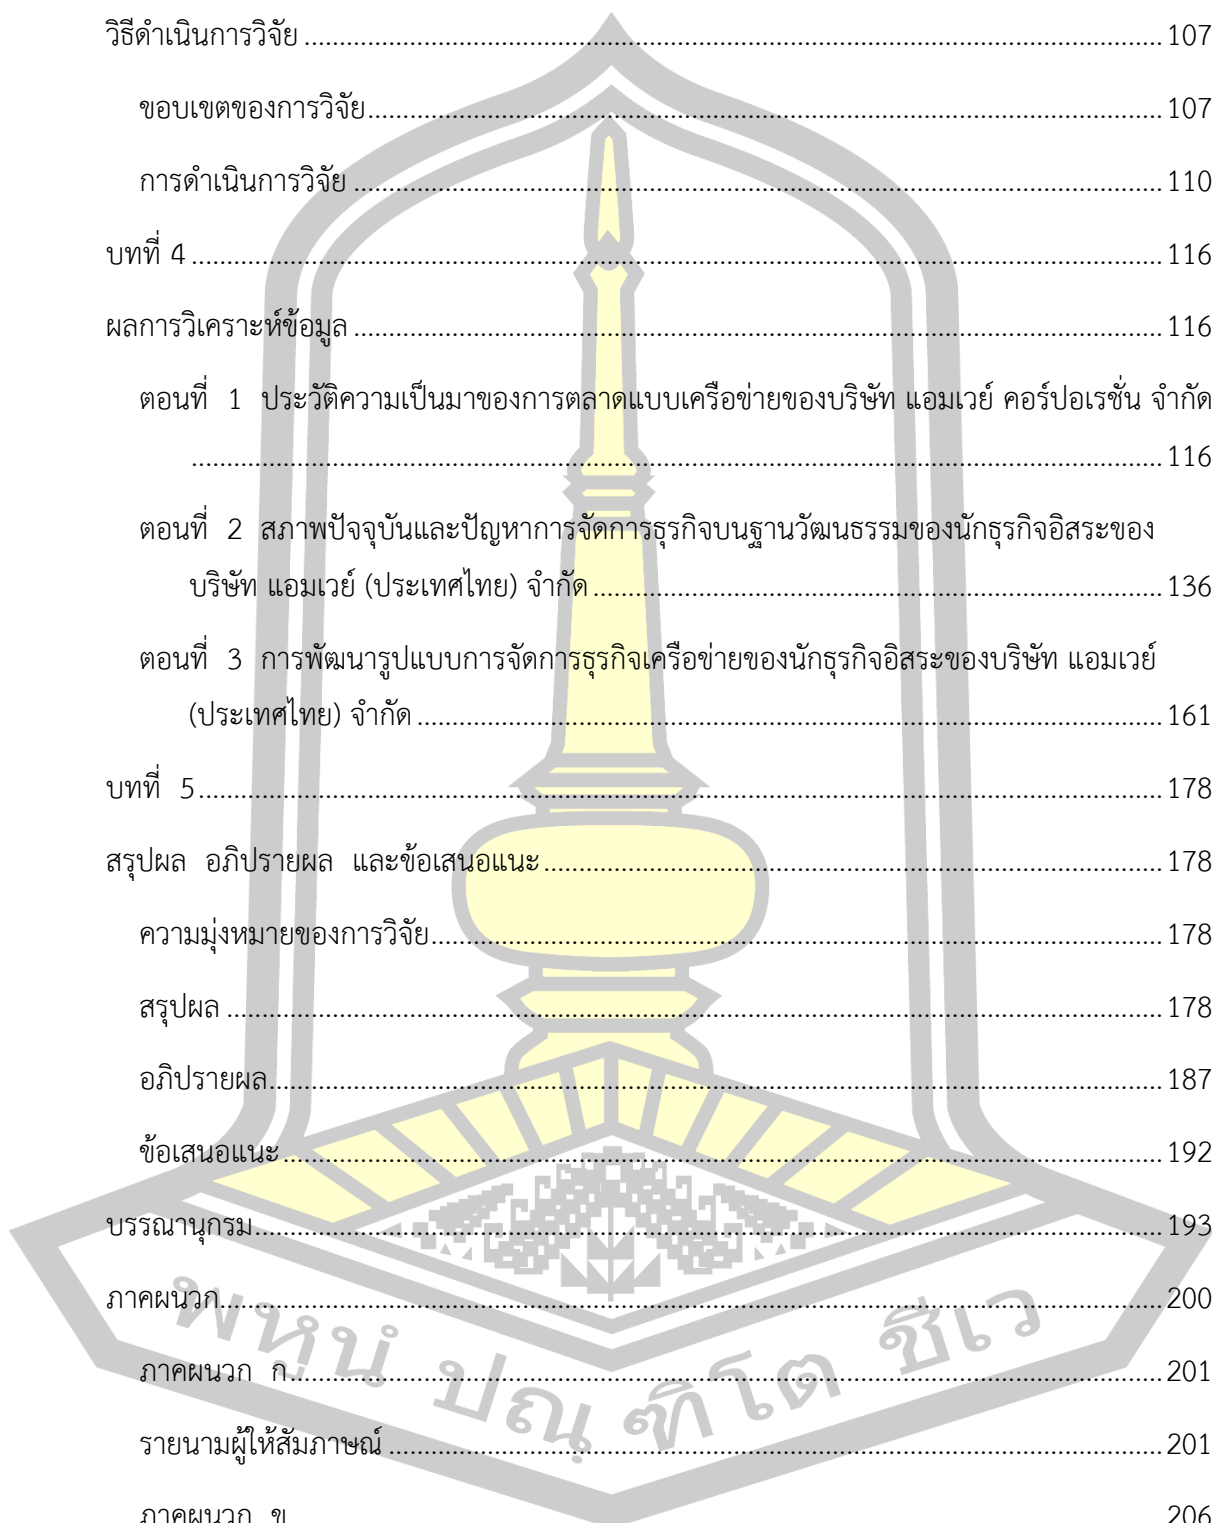 วิธีดำเนินการวิจัย ........ 107
ขอบเขตของการวิจัย ........ 107
การดำเนินการวิจัย ........ 110
บทที่ 4 ........ 116
ผลการวิเคราะห์ข้อมูล ........ 116
ตอนที่ 1 ประวัติความเป็นมาของการตลาดแบบเครือข่ายของบริษัท แอมเวย์ คอร์ปอเรชั่น จำกัด
........ 116
ตอนที่ 2 สภาพปัจจุบันและปัญหาการจัดการธุรกิจบนฐานวัฒนธรรมของนักธุรกิจอิสระของ
บริษัท แอมเวย์ (ประเทศไทย) จำกัด ........ 136
ตอนที่ 3 การพัฒนารูปแบบการจัดการธุรกิจเครือข่ายของนักธุรกิจอิสระของบริษัท แอมเวย์
(ประเทศไทย) จำกัด ........ 161
บทที่ 5 ........ 178
สรุปผล อภิปรายผล และข้อเสนอแนะ ........ 178
ความมุ่งหมายของการวิจัย ........ 178
สรุปผล ........ 178
อภิปรายผล ........ 187
ข้อเสนอแนะ ........ 192
บรรณานุกรม ........ 193
ภาคผนวก ........ 200
ภาคผนวก ก ........ 201
รายนามผู้ให้สัมภาษณ์ ........ 201
ภาคผนวก ข ........ 206
พหูนํ ปณฺฑิโต ชีเว